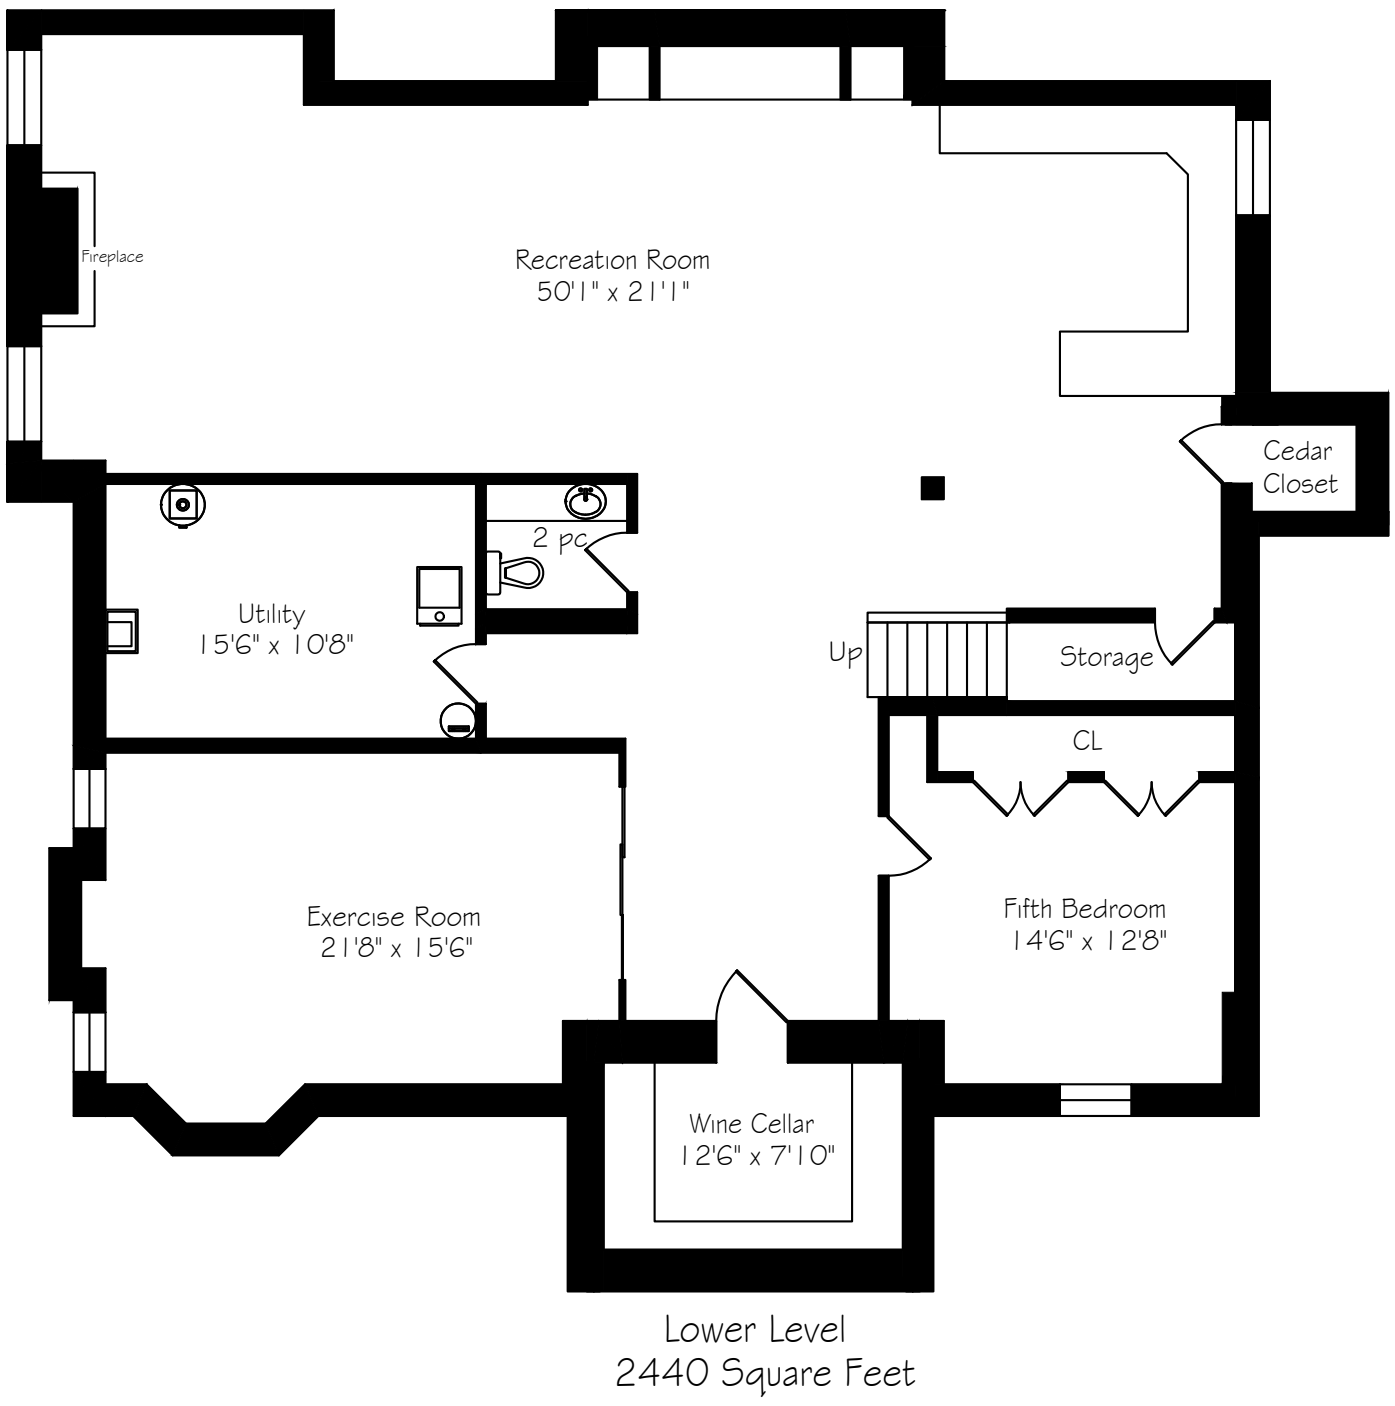 Fireplace
Recreation Room
50'1" x 21'1"
Cedar
Closet
2 pc
Utility
15'6" x 10'8"
Up
Storage
CL
Exercise Room
21'8" x 15'6"
Fifth Bedroom
14'6" x 12'8"
Wine Cellar
12'6" x 7'10"
Lower Level
2440 Square Feet